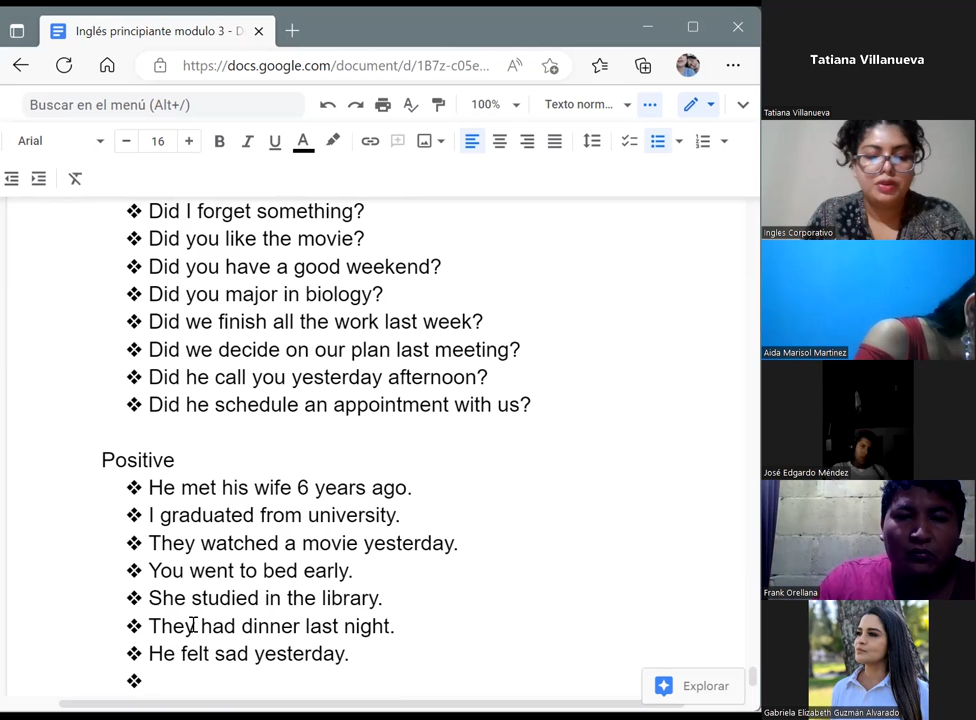 Inglés principiante modulo 3 - D
https://docs.google.com/document/d/1B7z-c05e...
Buscar en el menú (Alt+/)
100%
Texto norm...
Arial
16
B I U A
Did I forget something?
Did you like the movie?
Did you have a good weekend?
Did you major in biology?
Did we finish all the work last week?
Did we decide on our plan last meeting?
Did he call you yesterday afternoon?
Did he schedule an appointment with us?
Positive
He met his wife 6 years ago.
I graduated from university.
They watched a movie yesterday.
You went to bed early.
She studied in the library.
They had dinner last night.
He felt sad yesterday.
Explorar
Tatiana Villanueva
Tatiana Villanueva
Ingles Corporativo
Aida Marisol Martinez
José Edgardo Méndez
Frank Orellana
Gabriela Elizabeth Guzmán Alvarado